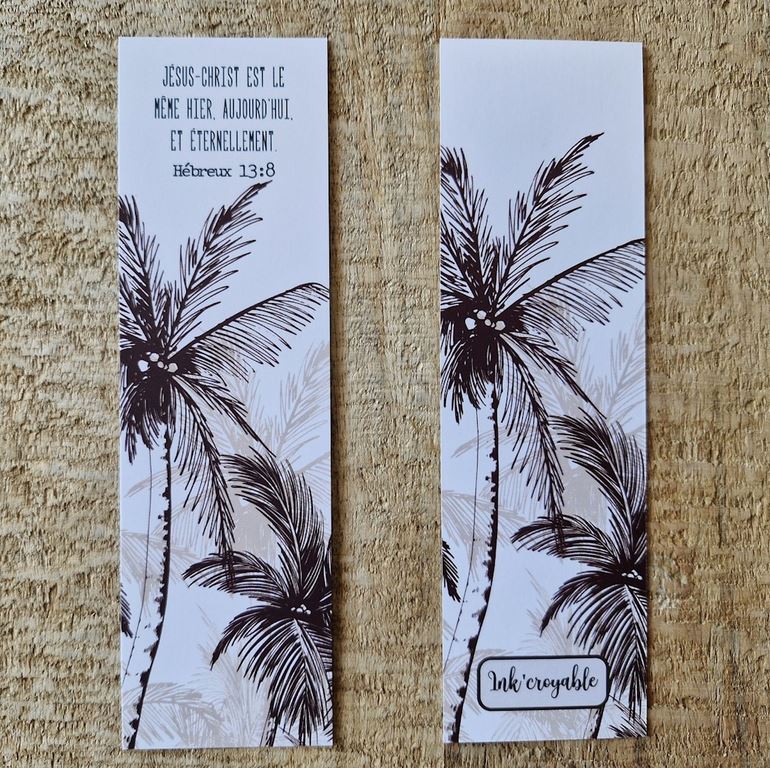 JÉSUS-CHRIST EST LE
MÊME HIER, AUJOURD'HUI,
ET ÉTERNELLEMENT.
Hébreux 13:8
Ink'croyable